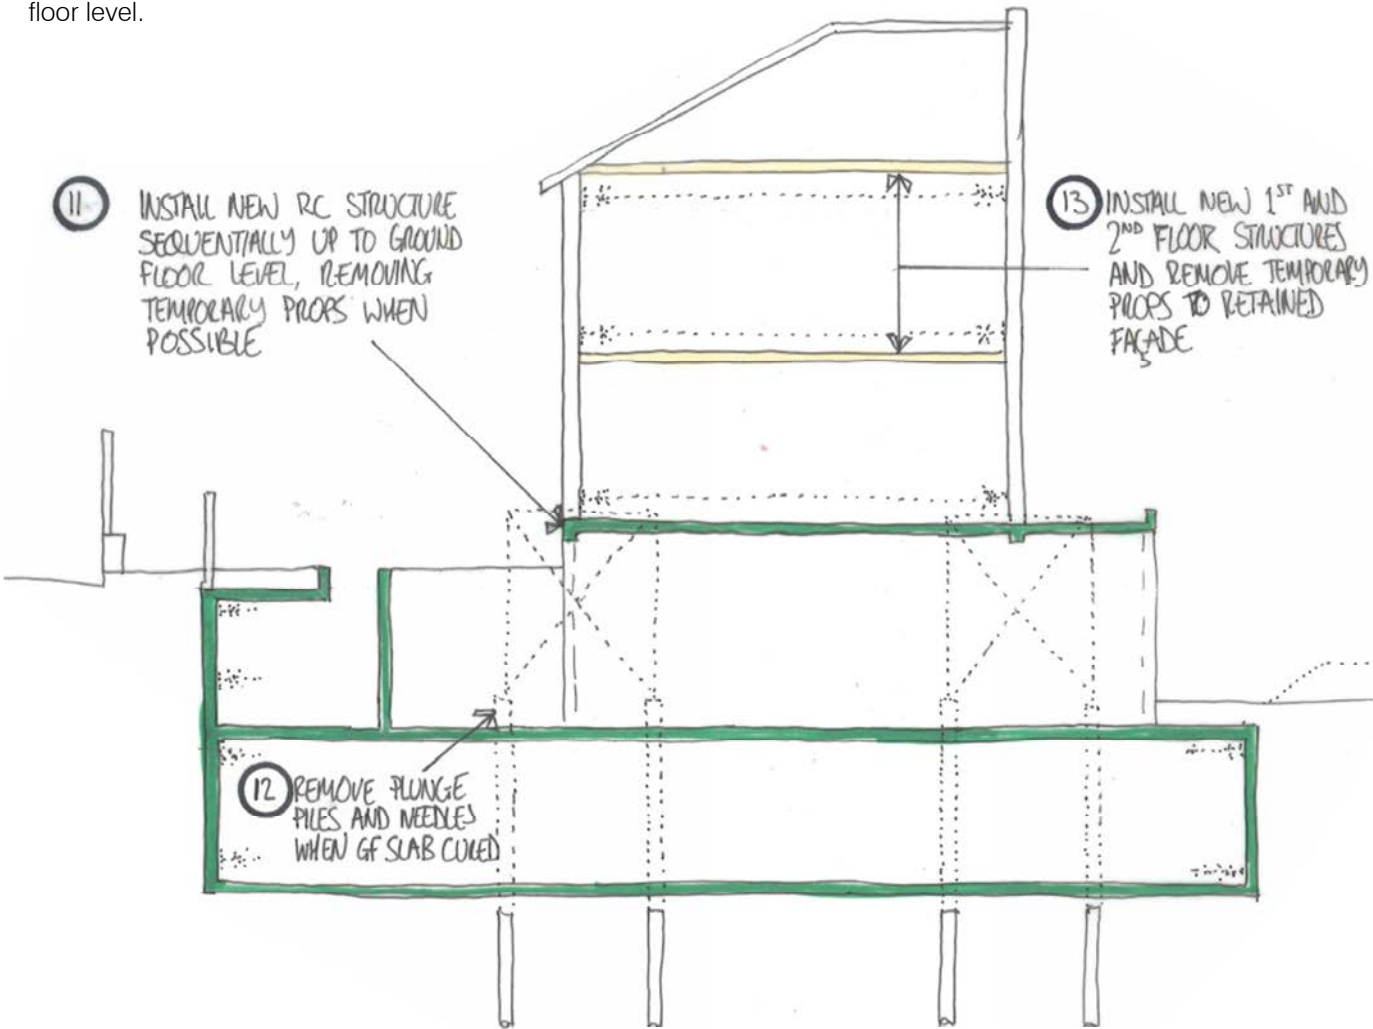 floor level.
11
INSTALL NEW RC STRUCTURE
SEQUENTIALLY UP TO GROUND
FLOOR LEVEL, REMOVING
TEMPORARY PROPS WHEN
POSSIBLE
13
INSTALL NEW 1ST AND
2ND FLOOR STRUCTURES
AND REMOVE TEMPORARY
PROPS TO RETAINED
FAÇADE
12
REMOVE PLUNGE
PILES AND NEEDLES
WHEN GF SLAB CURED